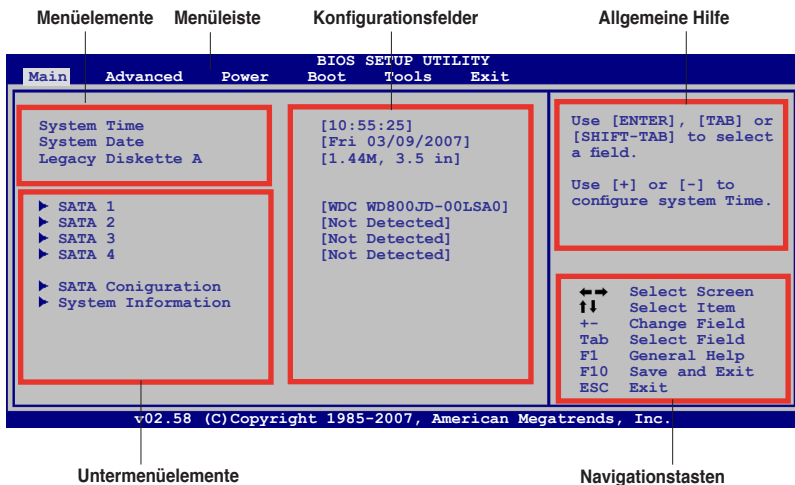 Menüelemente Menüleiste Konfigurationsfelder Allgemeine Hilfe
BIOS SETUP UTILITY
Main Advanced Power Boot Tools Exit
System Time [10:55:25]
System Date [Fri 03/09/2007]
Legacy Diskette A [1.44M, 3.5 in]
SATA 1 [WDC WD800JD-00LSA0]
SATA 2 [Not Detected]
SATA 3 [Not Detected]
SATA 4 [Not Detected]
SATA Coniguration
System Information
Use [ENTER], [TAB] or
[SHIFT-TAB] to select
a field.
Use [+] or [-] to
configure system Time.
←→ Select Screen
↑↓ Select Item
+- Change Field
Tab Select Field
F1 General Help
F10 Save and Exit
ESC Exit
v02.58 (C)Copyright 1985-2007, American Megatrends, Inc.
Untermenüelemente Navigationstasten